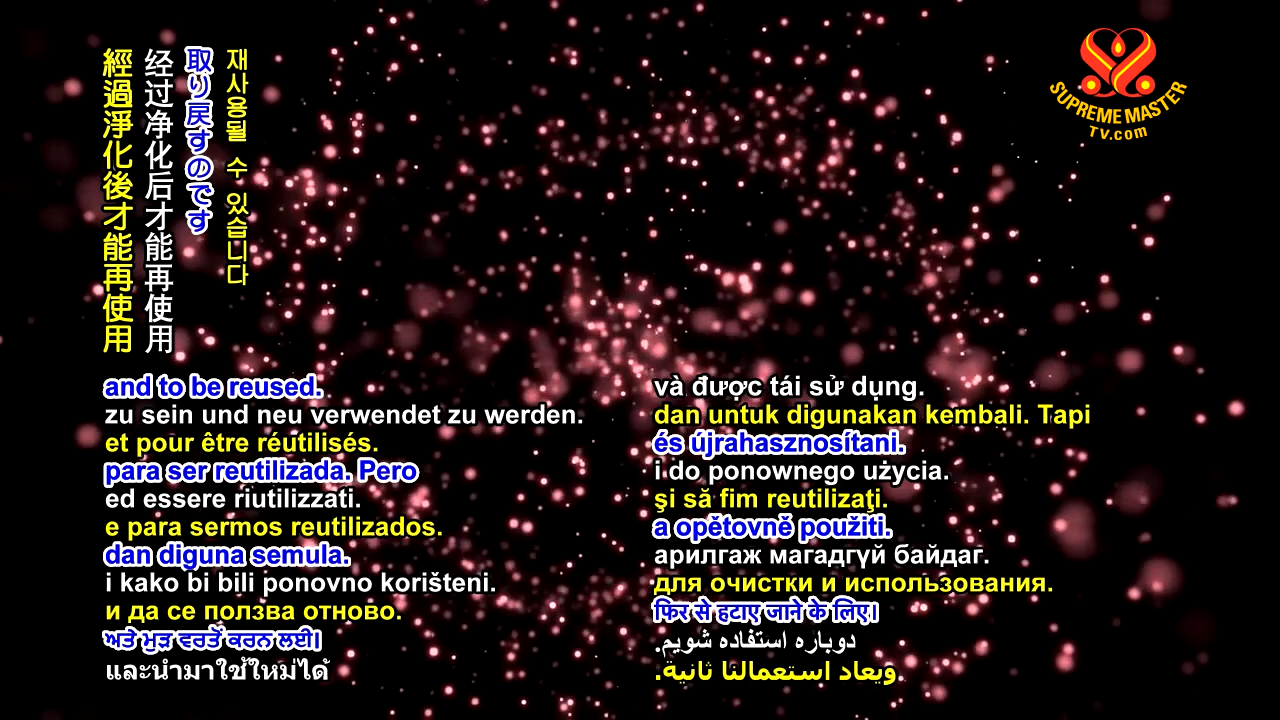 經過淨化後才能再使用
经过净化后才能再使用
取り戻すのです
재사용될 수 있습니다
SUPREME MASTER
TV.com
and to be reused.
zu sein und neu verwendet zu werden.
et pour être réutilisés.
para ser reutilizada. Pero
ed essere riutilizzati.
e para sermos reutilizados.
dan diguna semula.
i kako bi bili ponovno korišteni.
и да се ползва отново.
ਅਤੇ ਮੁੜ ਵਰਤੋਂ ਕਰਨ ਲਈ।
และนำมาใช้ใหม่ได้
và được tái sử dụng.
dan untuk digunakan kembali. Tapi
és újrahasznosítani.
i do ponownego użycia.
şi să fim reutilizaţi.
a opětovně použiti.
арилгаж магадгүй байдаг.
для очистки и использования.
फिर से हटाए जाने के लिए।
دوباره استفاده شویم.
ويعاد استعمالنا ثانية.